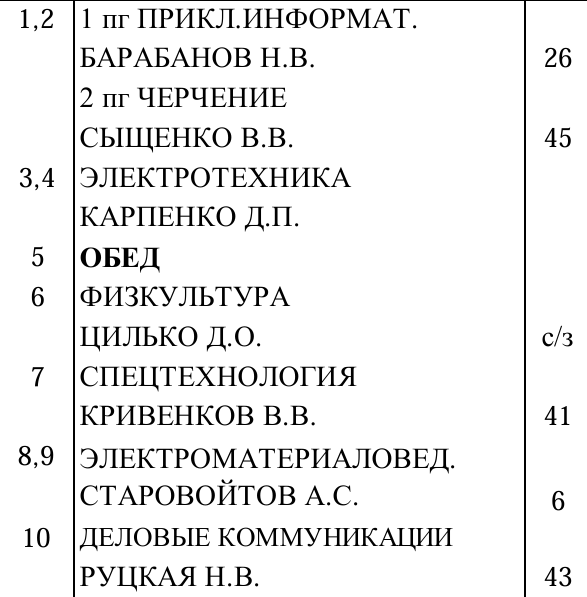 1,2 1 пг ПРИКЛ.ИНФОРМАТ.
БАРАБАНОВ Н.В. 26
2 пг ЧЕРЧЕНИЕ
СЫЩЕНКО В.В. 45
3,4 ЭЛЕКТРОТЕХНИКА
КАРПЕНКО Д.П.
5 ОБЕД
6 ФИЗКУЛЬТУРА
ЦИЛЬКО Д.О. с/з
7 СПЕЦТЕХНОЛОГИЯ
КРИВЕНКОВ В.В. 41
8,9 ЭЛЕКТРОМАТЕРИАЛОВЕД.
СТАРОВОЙТОВ А.С. 6
10 ДЕЛОВЫЕ КОММУНИКАЦИИ
РУЦКАЯ Н.В. 43